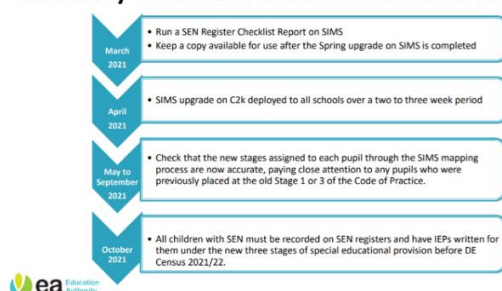 March
2021
• Run a SEN Register Checklist Report on SIMS
• Keep a copy available for use after the Spring upgrade on SIMS is completed
April
2021
• SIMS upgrade on C2k deployed to all schools over a two to three week period
May to
September
2021
• Check that the new stages assigned to each pupil through the SIMS mapping
process are now accurate, paying close attention to any pupils who were
previously placed at the old Stage 1 or 3 of the Code of Practice.
October
2021
• All children with SEN must be recorded on SEN registers and have IEPs written for
them under the new three stages of special educational provision before DE
Census 2021/22.
ea Education